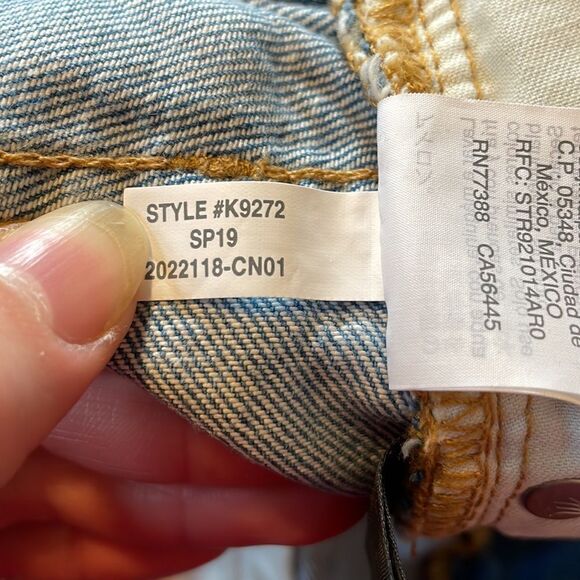 STYLE #K9272
SP19
2022118-CN01
C.P. 05348, Ciudad de
México, MEXICO
RFC: STR921014AR0
RN77388 CA56445